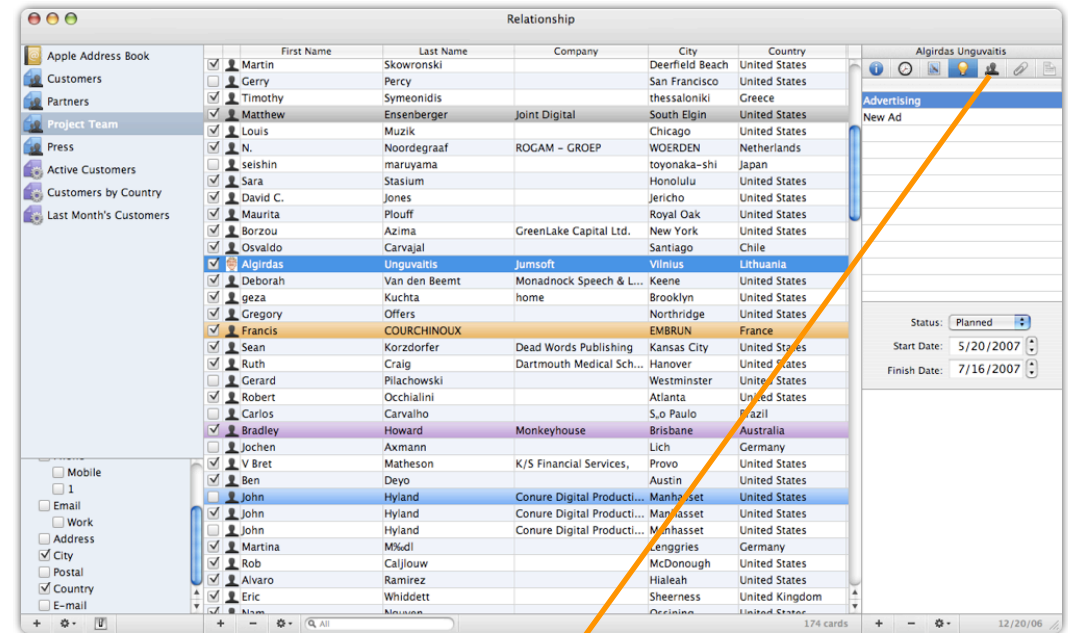 Relationship
Apple Address Book
Customers
Partners
Project Team
Press
Active Customers
Customers by Country
Last Month's Customers
Mobile
1
Email
Work
Address
City
Postal
Country
E-mail
First Name Last Name Company City Country
Martin Skowronski Deerfield Beach United States
Gerry Percy San Francisco United States
Timothy Symeonidis thessaloniki Greece
Matthew Ensenberger Joint Digital South Elgin United States
Louis Muzik Chicago United States
N. Noordegraaf ROGAM - GROEP WOERDEN Netherlands
seishin maruyama toyonaka-shi Japan
Sara Stasium Honolulu United States
David C. Jones Jericho United States
Maurita Plouff Royal Oak United States
Borzou Azima GreenLake Capital Ltd. New York United States
Osvaldo Carvajal Santiago Chile
Algirdas Unguvaitis Jumsoft Vilnius Lithuania
Deborah Van den Beemt Monadnock Speech & L... Keene United States
geza Kuchta home Brooklyn United States
Gregory Offers Northridge United States
Francis COURCHINOUX EMBRUN France
Sean Korzdorfer Dead Words Publishing Kansas City United States
Ruth Craig Dartmouth Medical Sch... Hanover United States
Gerard Pilachowski Westminster United States
Robert Occhialini Atlanta United States
Carlos Carvalho S,o Paulo Brazil
Bradley Howard Monkeyhouse Brisbane Australia
Jochen Axmann Lich Germany
V Bret Matheson K/S Financial Services, Provo United States
Ben Deyo Austin United States
John Hyland Conure Digital Producti... Manhasset United States
John Hyland Conure Digital Producti... Manhasset United States
John Hyland Conure Digital Producti... Manhasset United States
Martina M‰dl Lenggries Germany
Rob Caljlouw McDonough United States
Alvaro Ramirez Hialeah United States
Eric Whiddett Sheerness United Kingdom
Nam Nguyen Ossining United States
All
174 cards
Algirdas Unguvaitis
Advertising
New Ad
Status: Planned
Start Date: 5/20/2007
Finish Date: 7/16/2007
12/20/06